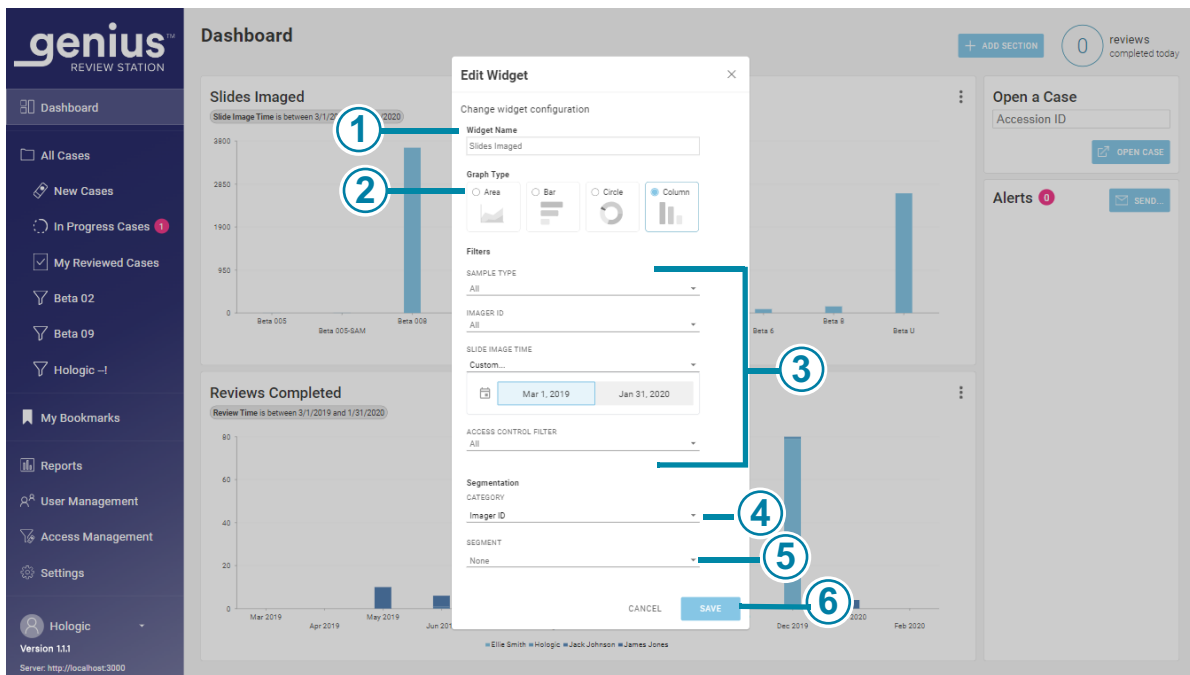 genius™
REVIEW STATION
Dashboard
All Cases
New Cases
In Progress Cases 1
My Reviewed Cases
Beta 02
Beta 09
Hologic –!
My Bookmarks
Reports
User Management
Access Management
Settings
Hologic
Version 1.1.1
Server: http://localhost:3000
Dashboard
+ ADD SECTION
0 reviews
completed today
Slides Imaged
Slide Image Time is between 3/1/20 2020
3800
2850
1900
950
0
Beta 005
Beta 005-SAM
Beta 008
Beta 6
Beta 8
Beta U
Reviews Completed
Review Time is between 3/1/2019 and 1/31/2020
80
60
40
20
0
Mar 2019
Apr 2019
May 2019
Jun 201
Dec 2019
2020
Feb 2020
Ellie Smith Hologic Jack Johnson James Jones
Open a Case
Accession ID
OPEN CASE
Alerts 0
SEND...
Edit Widget
Change widget configuration
1
Widget Name
Slides Imaged
Graph Type
2
Area Bar Circle Column
Filters
SAMPLE TYPE
All
IMAGER ID
All
SLIDE IMAGE TIME
Custom...
3
Mar 1, 2019 Jan 31, 2020
ACCESS CONTROL FILTER
All
Segmentation
CATEGORY
Imager ID
4
SEGMENT
None
5
CANCEL SAVE
6